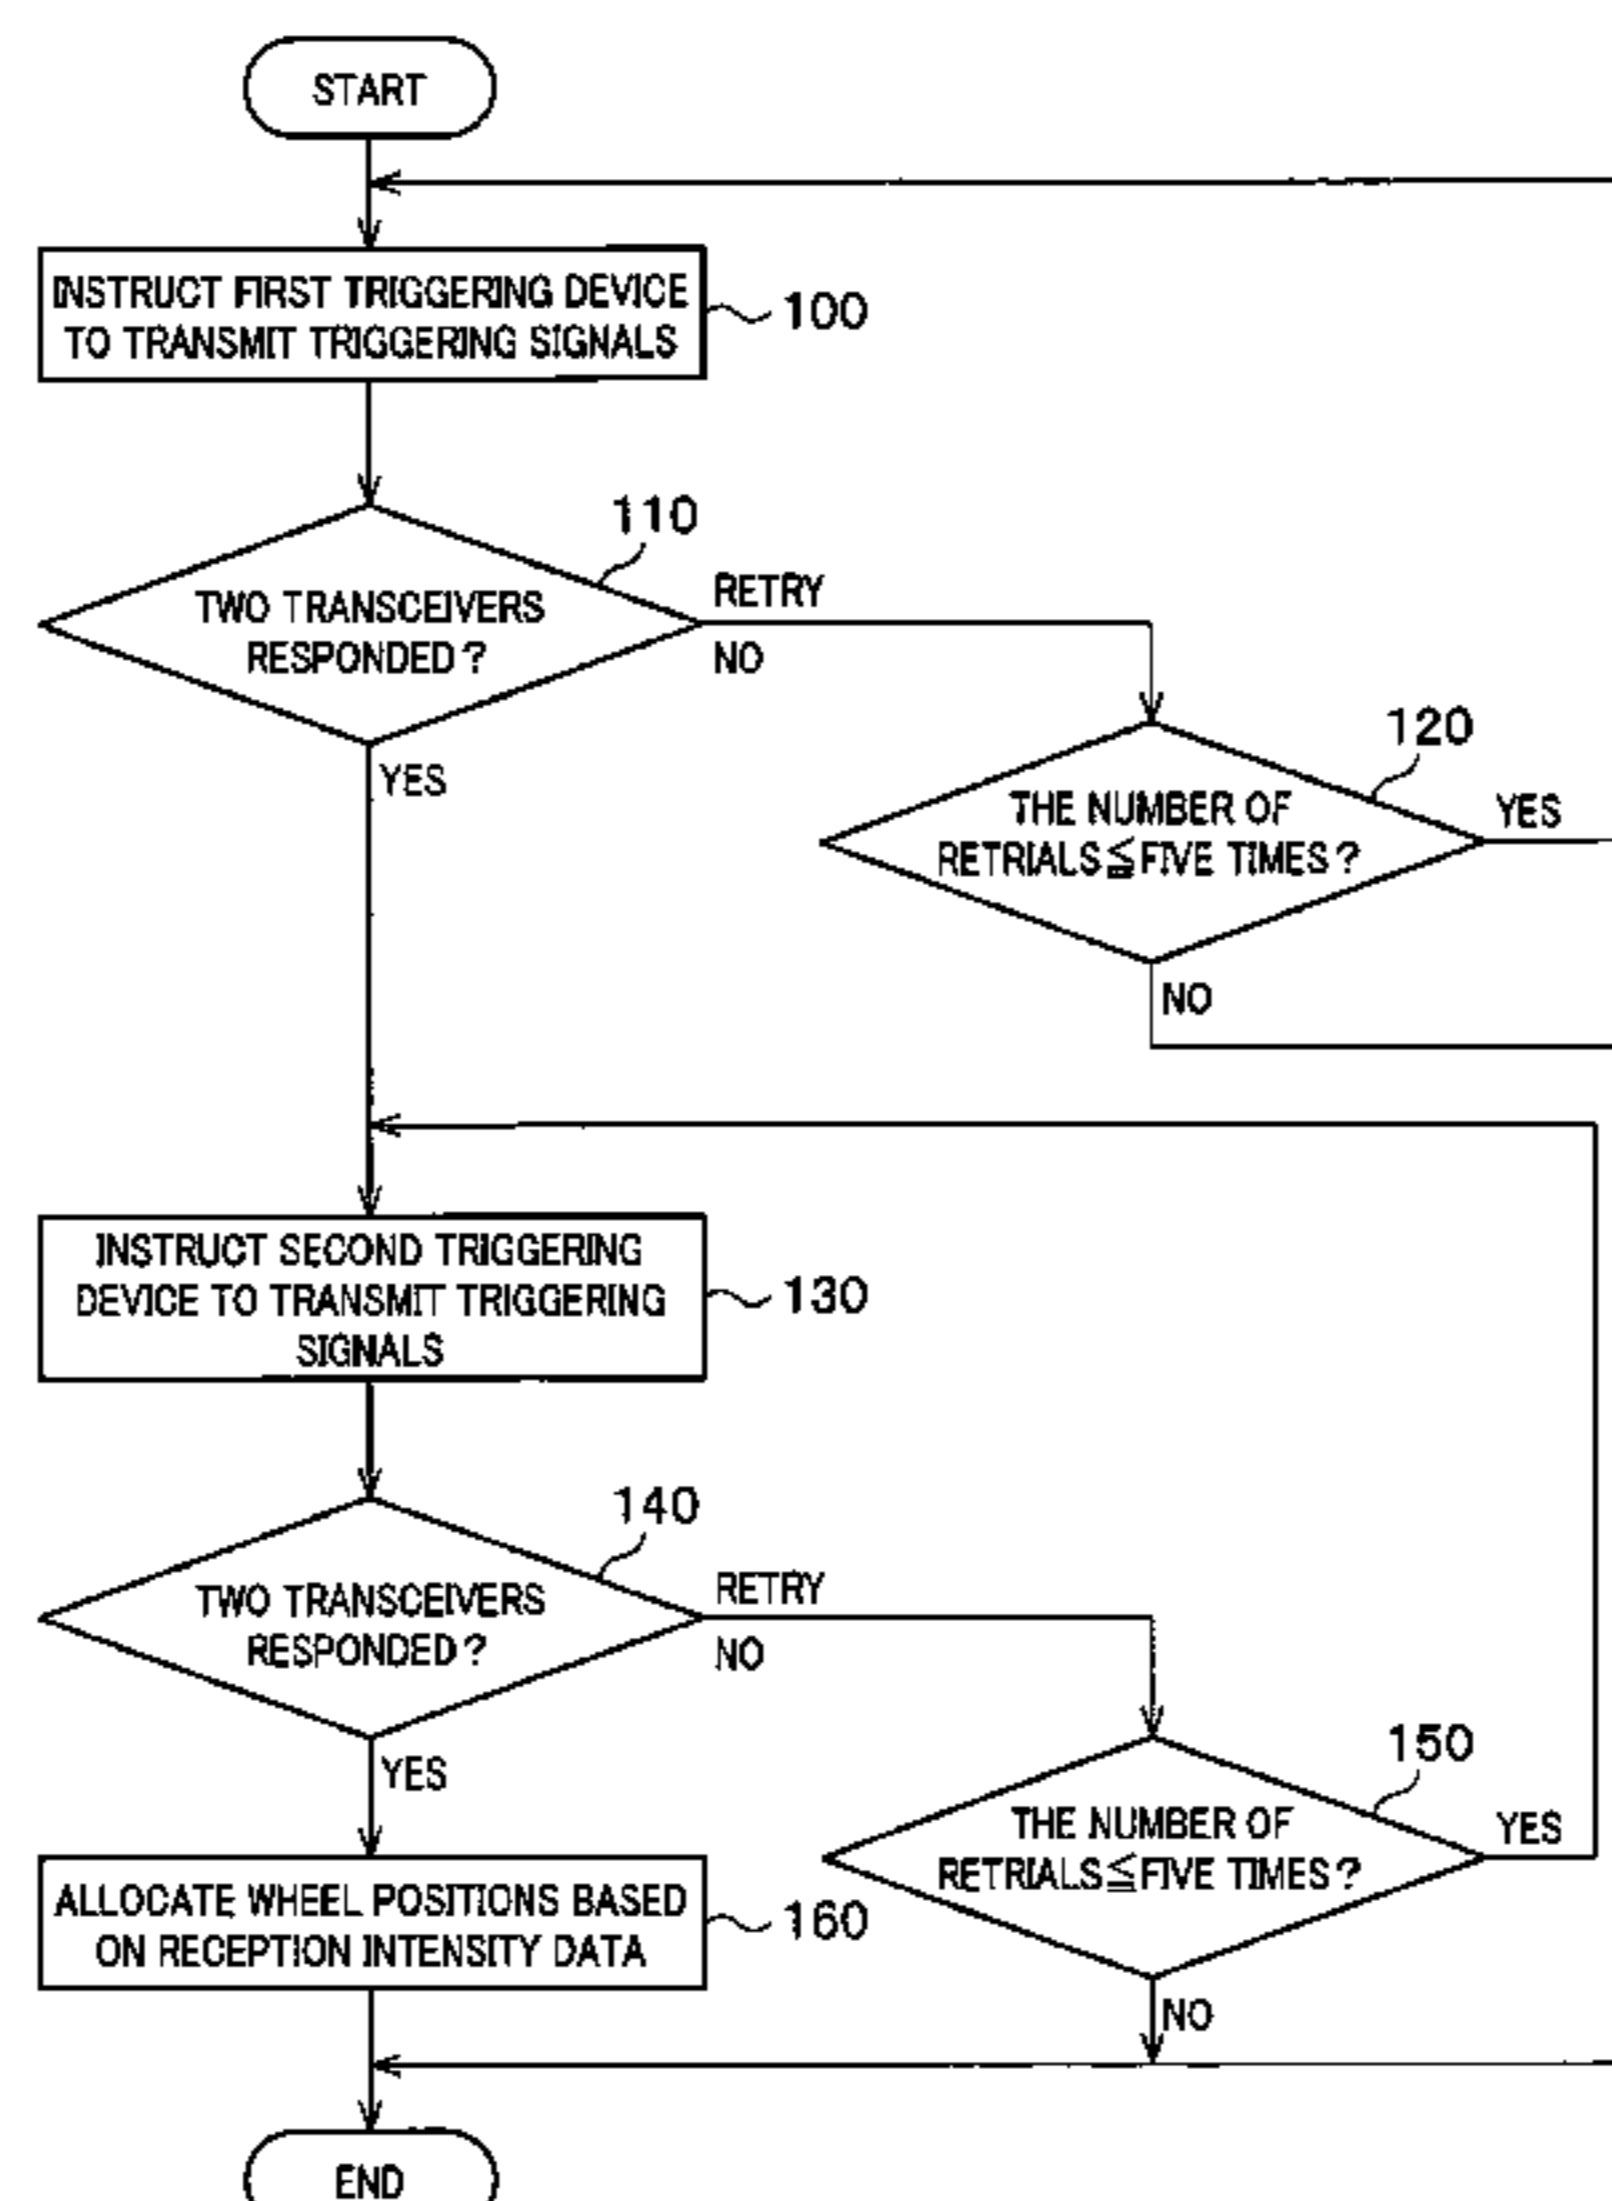 START
INSTRUCT FIRST TRIGGERING DEVICE
TO TRANSMIT TRIGGERING SIGNALS
100
110
TWO TRANSCEIVERS
RESPONDED?
RETRY
NO
YES
120
THE NUMBER OF
RETRIALS≦FIVE TIMES?
YES
NO
INSTRUCT SECOND TRIGGERING
DEVICE TO TRANSMIT TRIGGERING
SIGNALS
130
140
TWO TRANSCEIVERS
RESPONDED?
RETRY
NO
YES
150
THE NUMBER OF
RETRIALS≦FIVE TIMES?
YES
NO
ALLOCATE WHEEL POSITIONS BASED
ON RECEPTION INTENSITY DATA
160
END